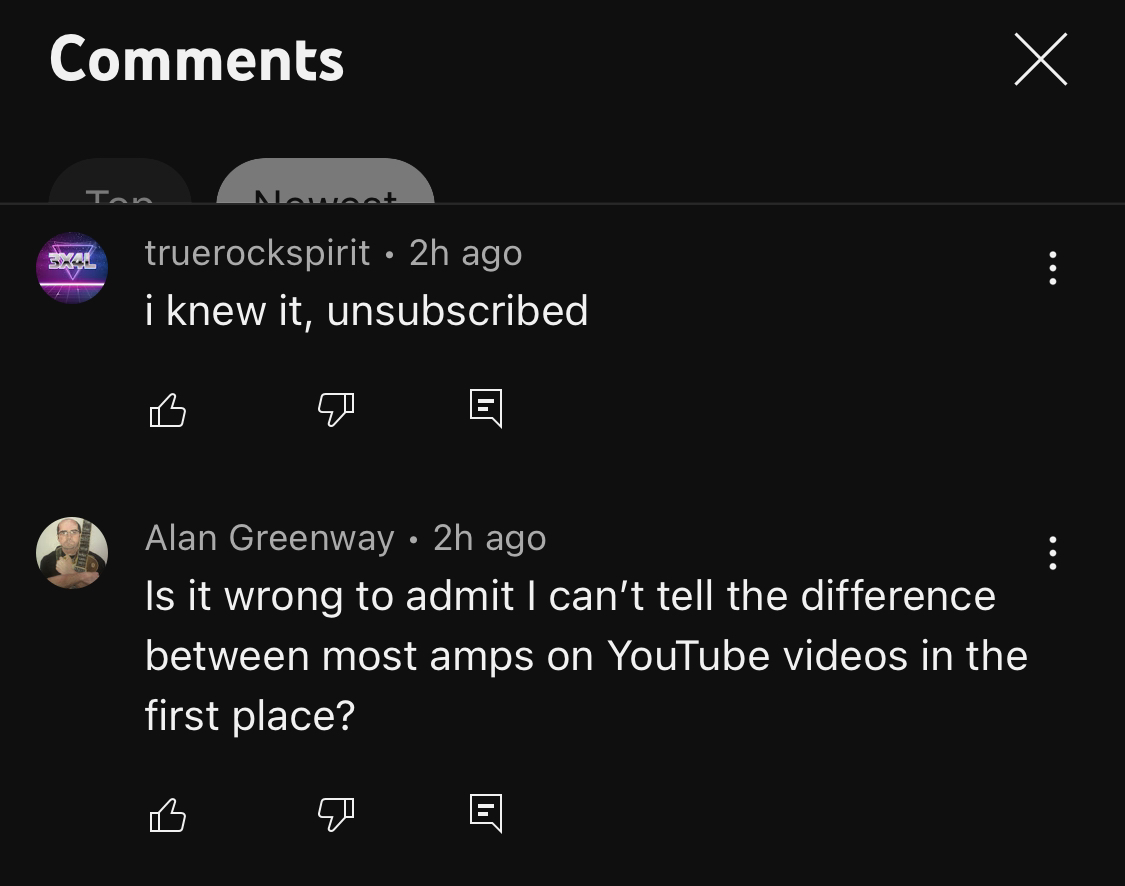 Comments
Top
Newest
3X4L
truerockspirit • 2h ago
i knew it, unsubscribed
Alan Greenway • 2h ago
Is it wrong to admit I can’t tell the difference
between most amps on YouTube videos in the
first place?